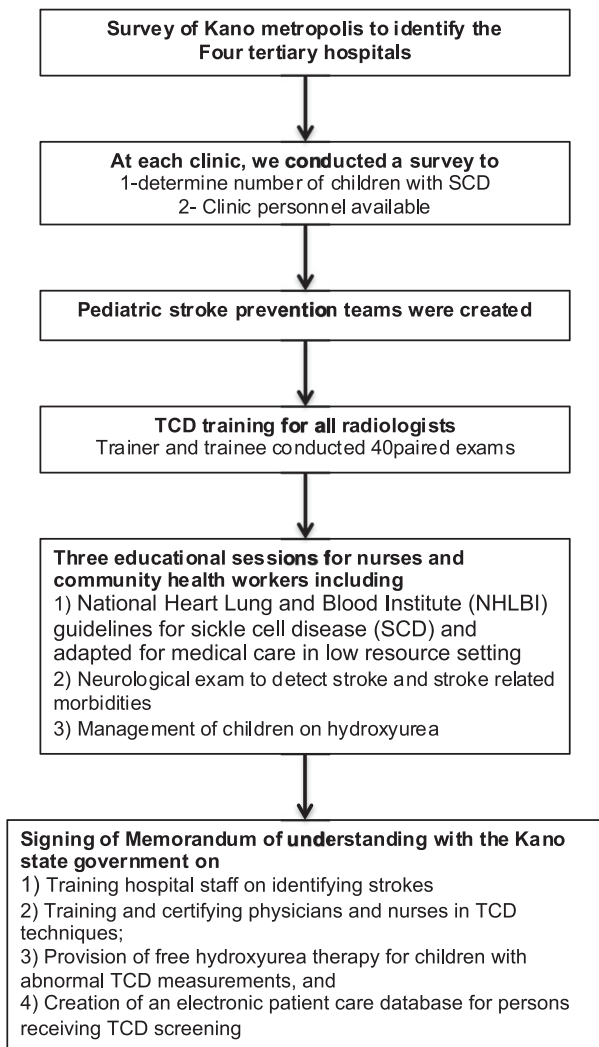 Survey of Kano metropolis to identify the
Four tertiary hospitals
At each clinic, we conducted a survey to
1-determine number of children with SCD
2- Clinic personnel available
Pediatric stroke prevention teams were created
TCD training for all radiologists
Trainer and trainee conducted 40paired exams
Three educational sessions for nurses and
community health workers including
1) National Heart Lung and Blood Institute (NHLBI)
guidelines for sickle cell disease (SCD) and
adapted for medical care in low resource setting
2) Neurological exam to detect stroke and stroke related
morbidities
3) Management of children on hydroxyurea
Signing of Memorandum of understanding with the Kano
state government on
1) Training hospital staff on identifying strokes
2) Training and certifying physicians and nurses in TCD
techniques;
3) Provision of free hydroxyurea therapy for children with
abnormal TCD measurements, and
4) Creation of an electronic patient care database for persons
receiving TCD screening